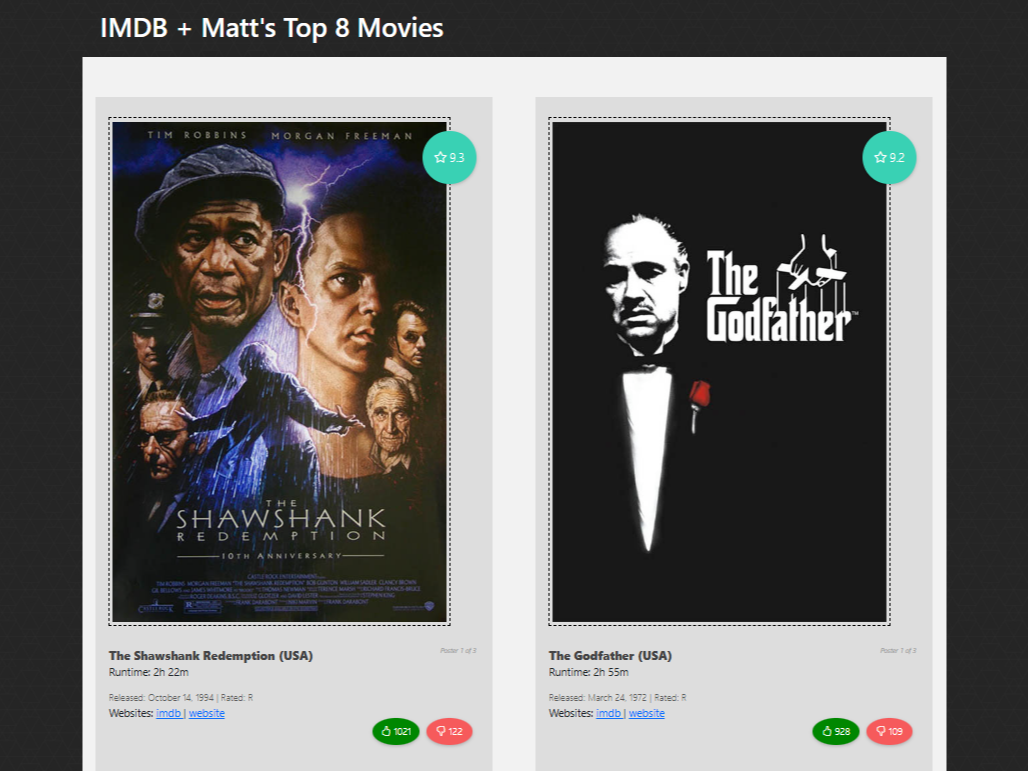 IMDB + Matt's Top 8 Movies
TIM ROBBINS MORGAN FREEMAN
9.3
THE
SHAWSHANK
REDEMPTION
10TH ANNIVERSARY
CASTLE ROCK ENTERTAINMENT
The Shawshank Redemption (USA)
Poster 1 of 3
Runtime: 2h 22m
Released: October 14, 1994 | Rated: R
Websites: imdb | website
1021
122
9.2
The
Godfather
The Godfather (USA)
Poster 1 of 3
Runtime: 2h 55m
Released: March 24, 1972 | Rated: R
Websites: imdb | website
928
109